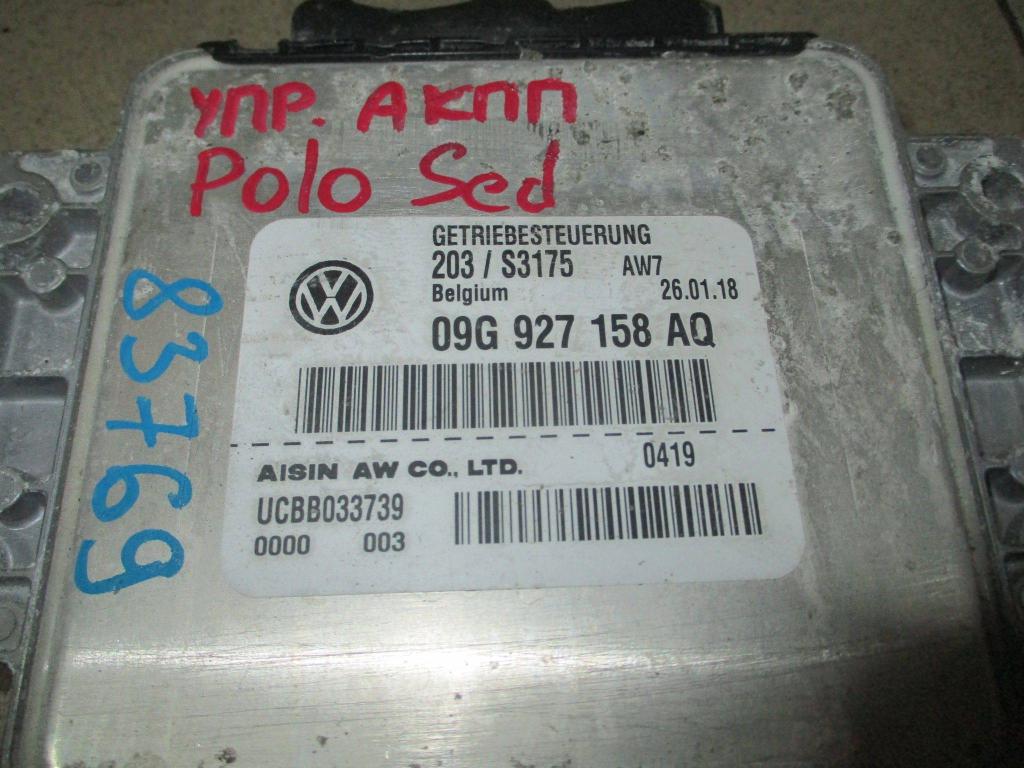 УПР. АКПП
Polo Sed
GETRIEBESTEUERUNG
203 / S3175 AW7
Belgium 26.01.18
09G 927 158 AQ
AISIN AW CO., LTD. 0419
UCBB033739
0000 003
83769